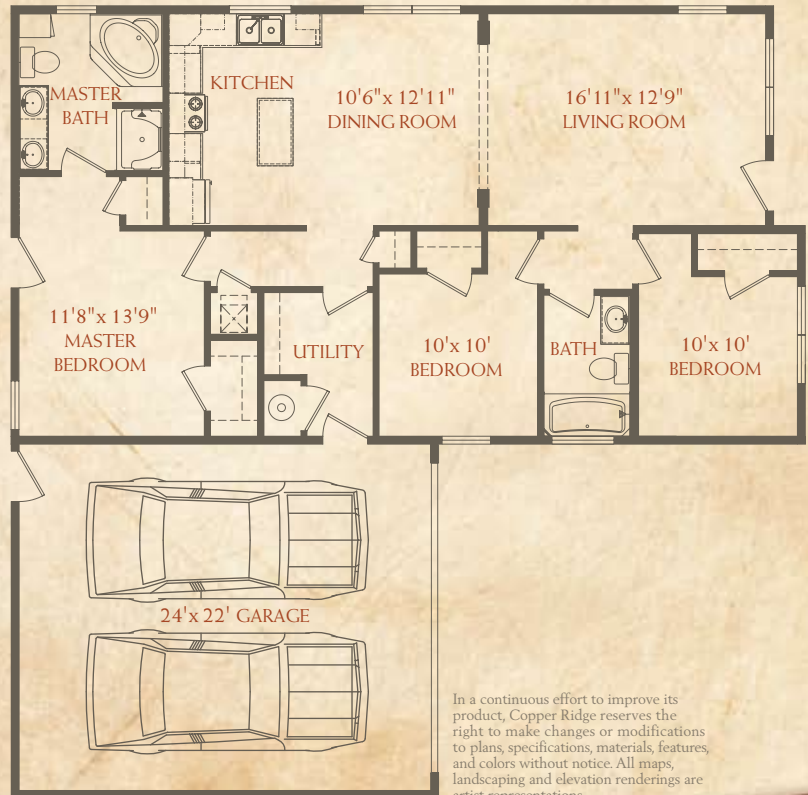 MASTER
BATH
KITCHEN
10'6" x 12'11"
DINING ROOM
16'11" x 12'9"
LIVING ROOM
11'8" x 13'9"
MASTER
BEDROOM
UTILITY
10' x 10'
BEDROOM
BATH
10' x 10'
BEDROOM
24' x 22' GARAGE
In a continuous effort to improve its
product, Copper Ridge reserves the
right to make changes or modifications
to plans, specifications, materials, features,
and colors without notice. All maps,
landscaping and elevation renderings are
artist representations.